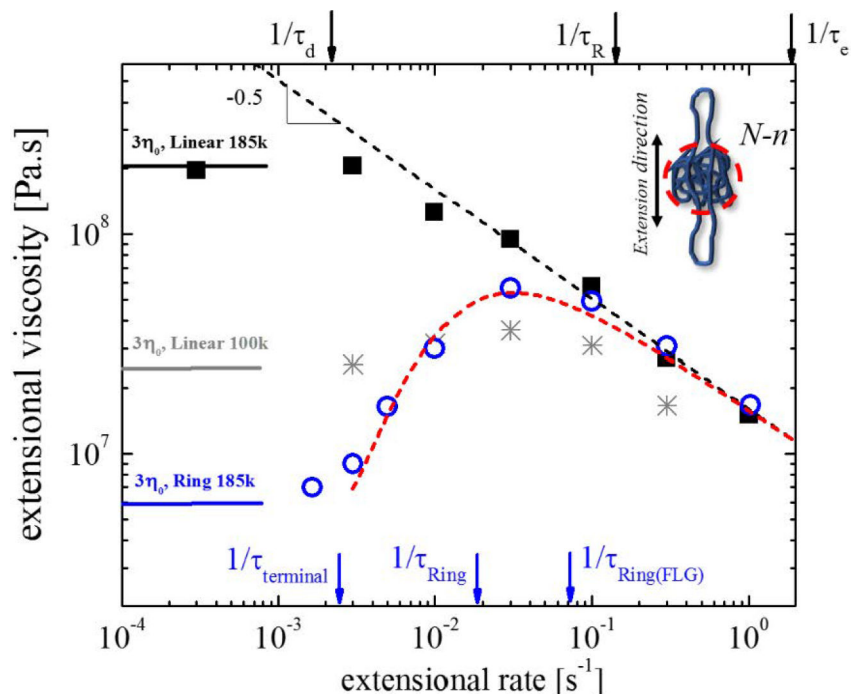 1/τd
1/τR
1/τe
-0.5
N-n
Extension direction
3η0, Linear 185k
3η0, Linear 100k
3η0, Ring 185k
1/τterminal
1/τRing
1/τRing(FLG)
extensional viscosity [Pa.s]
10^8
10^7
10^-4
10^-3
10^-2
10^-1
10^0
extensional rate [s^-1]